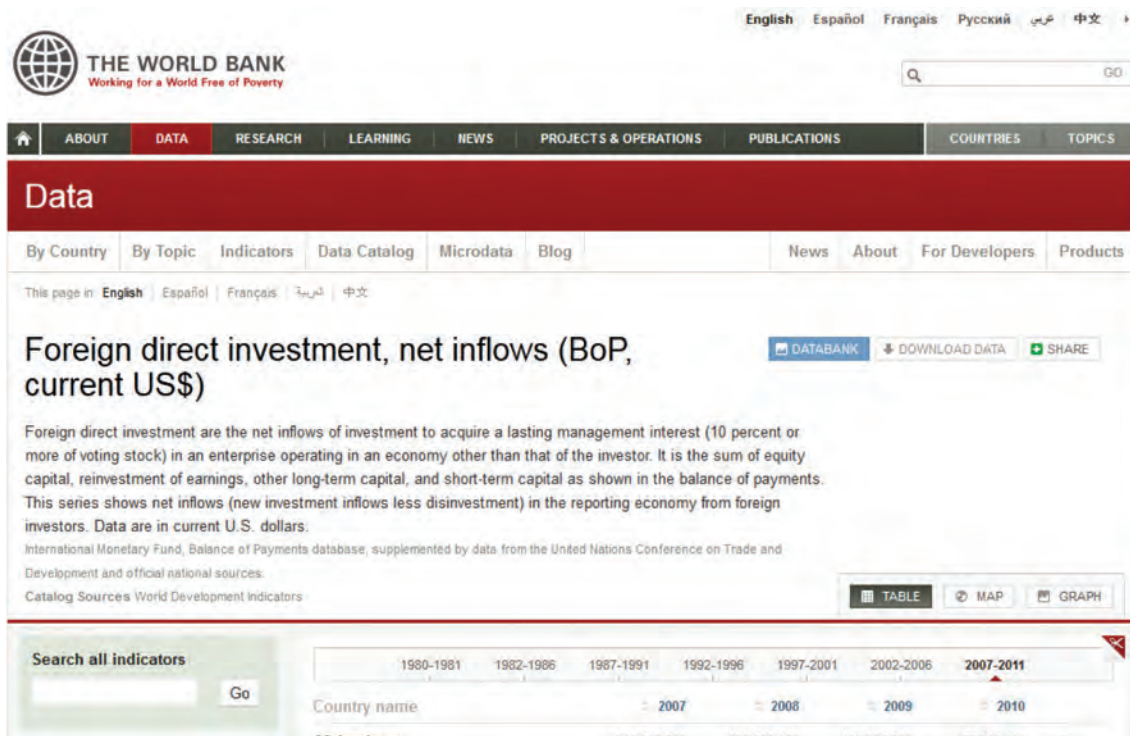 English Español Français Русский عربي 中文
THE WORLD BANK
Working for a World Free of Poverty
GO
ABOUT DATA RESEARCH LEARNING NEWS PROJECTS & OPERATIONS PUBLICATIONS COUNTRIES TOPICS
Data
By Country By Topic Indicators Data Catalog Microdata Blog News About For Developers Products
This page in English Español Français العربية 中文
Foreign direct investment, net inflows (BoP,
current US$)
DATABANK DOWNLOAD DATA SHARE
Foreign direct investment are the net inflows of investment to acquire a lasting management interest (10 percent or
more of voting stock) in an enterprise operating in an economy other than that of the investor. It is the sum of equity
capital, reinvestment of earnings, other long-term capital, and short-term capital as shown in the balance of payments.
This series shows net inflows (new investment inflows less disinvestment) in the reporting economy from foreign
investors. Data are in current U.S. dollars.
International Monetary Fund, Balance of Payments database, supplemented by data from the United Nations Conference on Trade and
Development and official national sources.
Catalog Sources World Development Indicators
TABLE MAP GRAPH
Search all indicators
Go
1980-1981 1982-1986 1987-1991 1992-1996 1997-2001 2002-2006 2007-2011
Country name 2007 2008 2009 2010